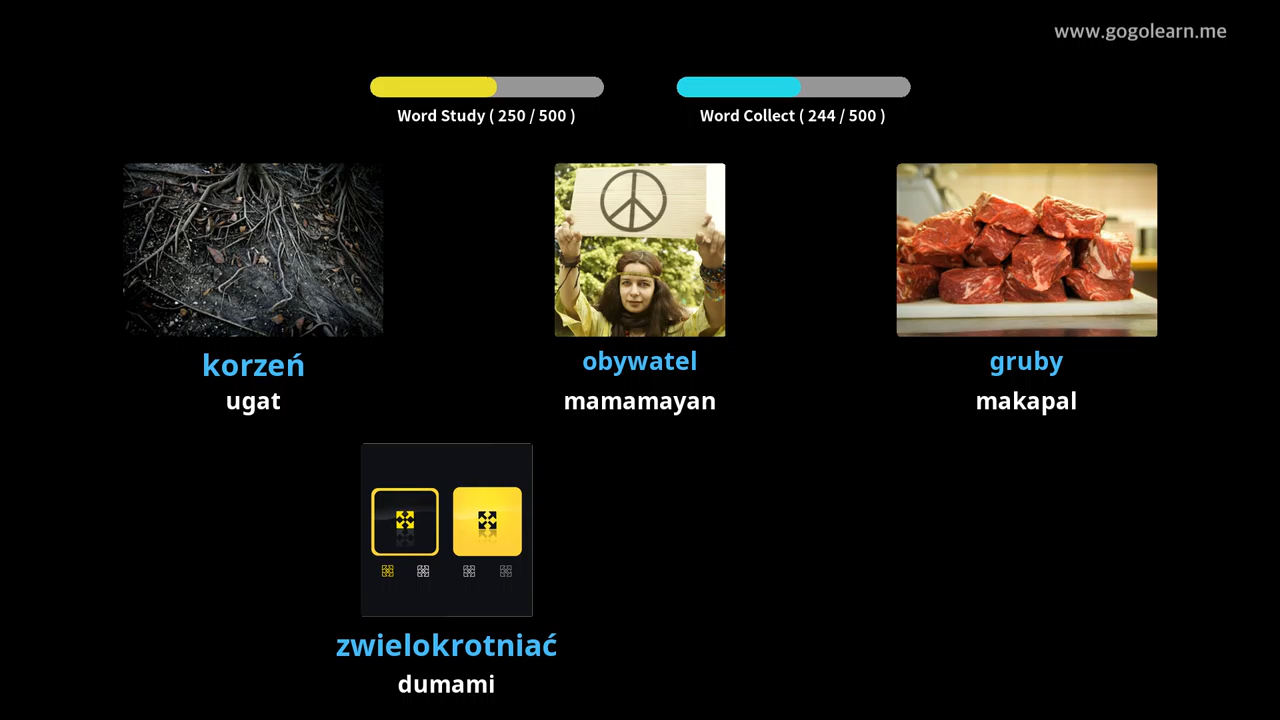 www.gogolearn.me
Word Study ( 250 / 500 )
Word Collect ( 244 / 500 )
korzeń
ugat
obywatel
mamamayan
gruby
makapal
zwielokrotniać
dumami